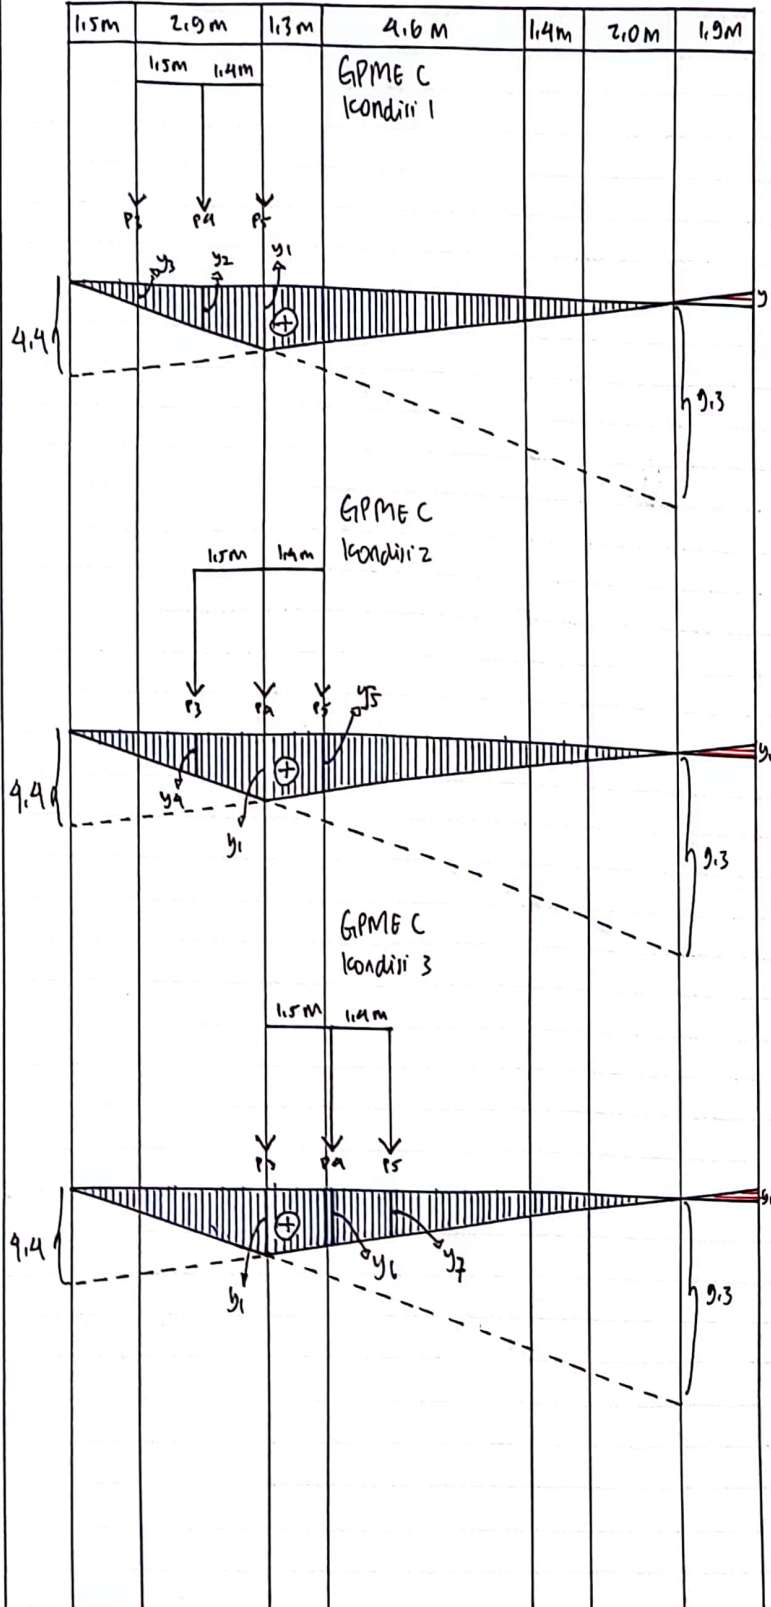 1.5m 2.9m 1.3m 4.6m 1.4m 2.0m 1.9m
1.5m 1.4m
GPME C
Kondisi 1
P3 P4 P5
y3 y2 y1
+
y
4.4
9.3
GPME C
Kondisi 2
1.5m 1.4m
P3 P4 P5
y5
+
y4
y1
4.4
9.3
GPME C
Kondisi 3
1.5m 1.4m
P3 P4 P5
+
y1 y6 y7
4.4
9.3